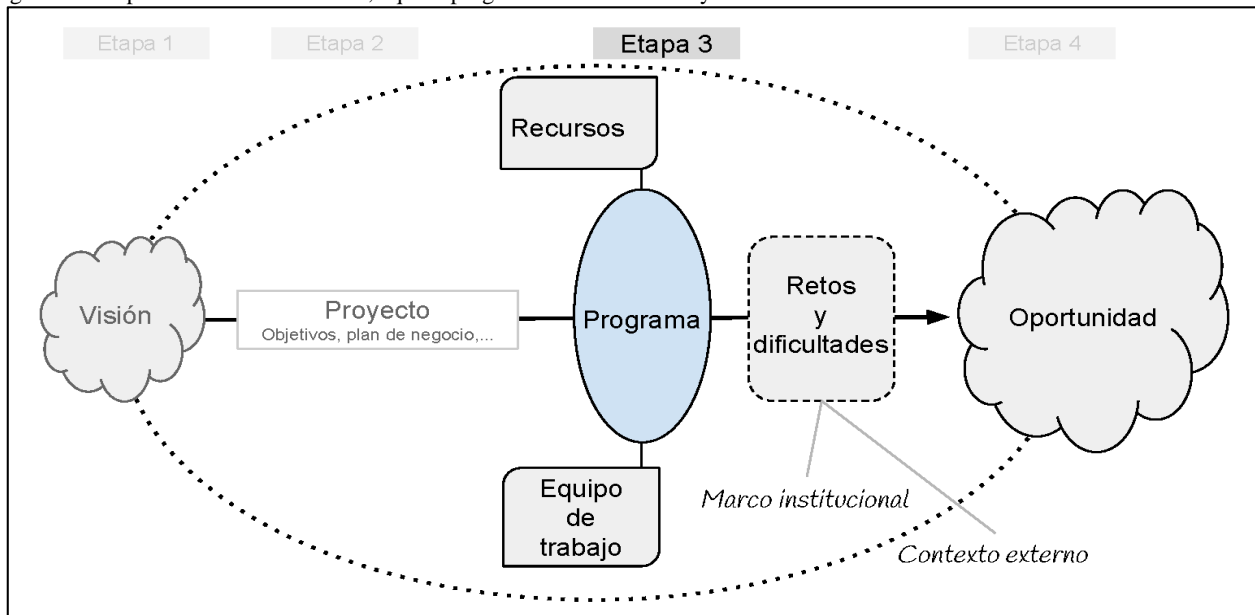 Etapa 1
Etapa 2
Etapa 3
Etapa 4
Recursos
Visión
Proyecto
Objetivos, plan de negocio,...
Programa
Retos
y
dificultades
Oportunidad
Equipo
de
trabajo
Marco institucional
Contexto externo